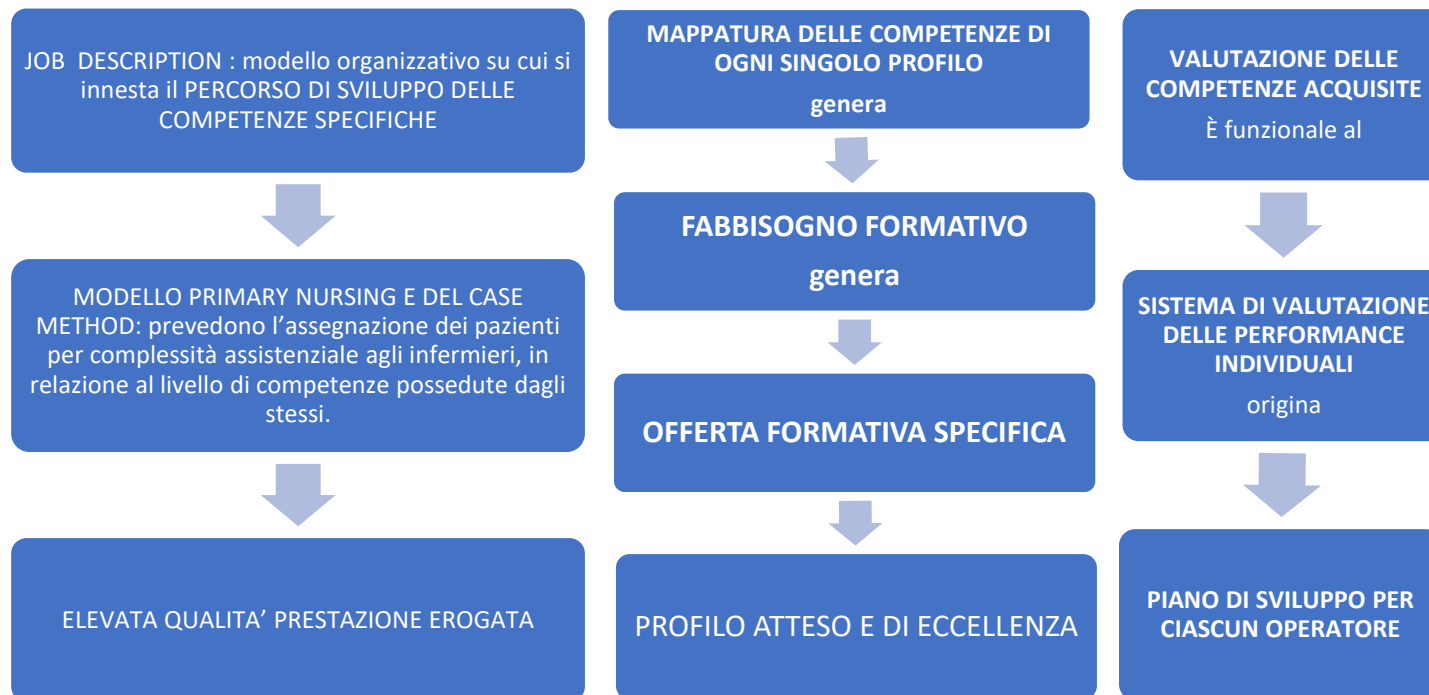 JOB  DESCRIPTION : modello organizzativo su cui si
innesta il PERCORSO DI SVILUPPO DELLE
COMPETENZE SPECIFICHE
MODELLO PRIMARY NURSING E DEL CASE
METHOD: prevedono l’assegnazione dei pazienti
per complessità assistenziale agli infermieri, in
relazione al livello di competenze possedute dagli
stessi.
ELEVATA QUALITA’ PRESTAZIONE EROGATA
MAPPATURA DELLE COMPETENZE DI
OGNI SINGOLO PROFILO
genera
FABBISOGNO FORMATIVO
genera
OFFERTA FORMATIVA SPECIFICA
PROFILO ATTESO E DI ECCELLENZA
VALUTAZIONE DELLE
COMPETENZE ACQUISITE
È funzionale al
SISTEMA DI VALUTAZIONE
DELLE PERFORMANCE
INDIVIDUALI
origina
PIANO DI SVILUPPO PER
CIASCUN OPERATORE